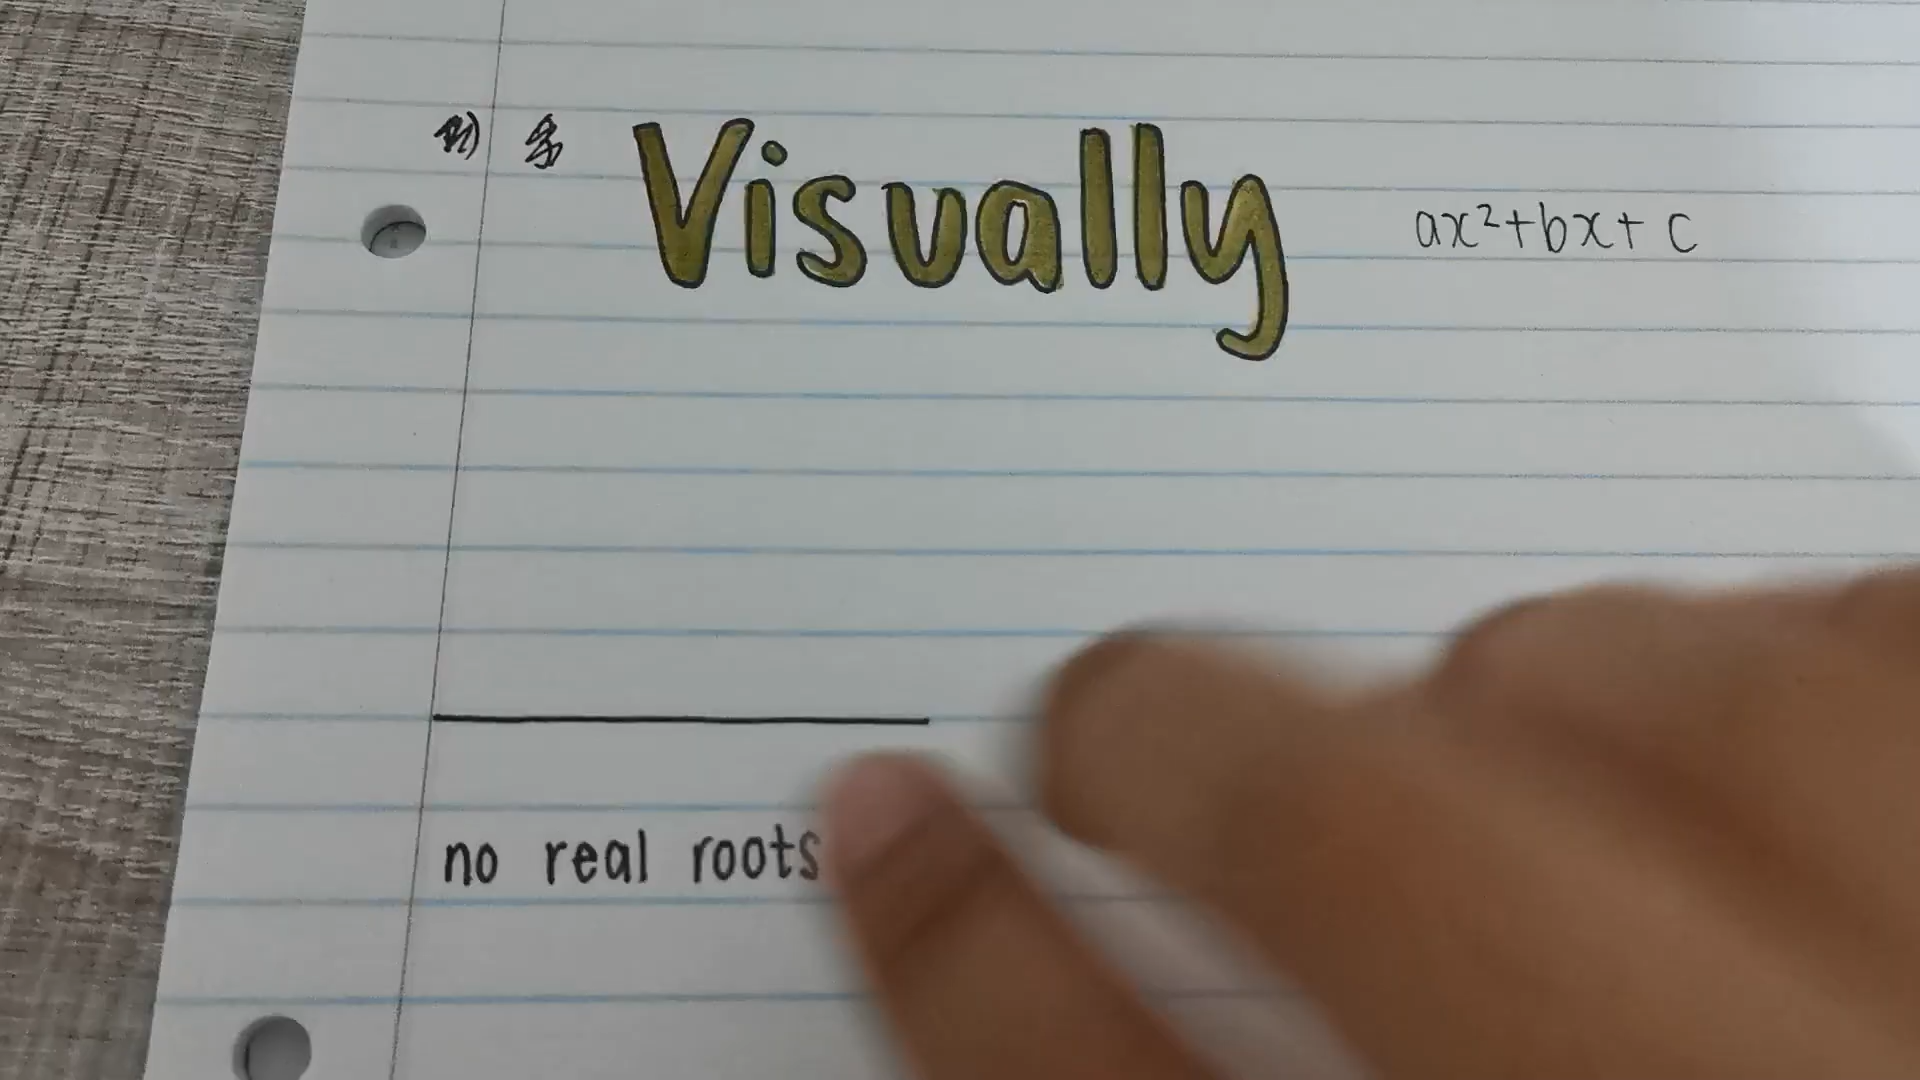 Visually
ax²+bx+ c
no real roots